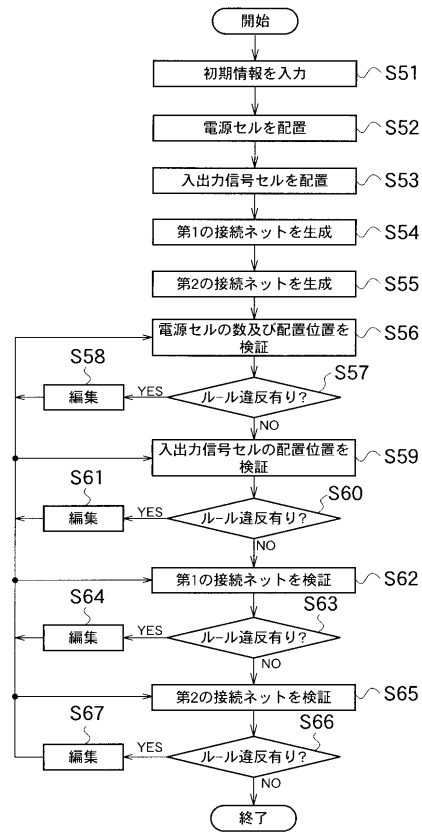 開始
初期情報を入力
S51
電源セルを配置
S52
入出力信号セルを配置
S53
第1の接続ネットを生成
S54
第2の接続ネットを生成
S55
電源セルの数及び配置位置を
検証
S56
S58
編集
YES
ルール違反有り?
S57
NO
入出力信号セルの配置位置を
検証
S59
S61
編集
YES
ルール違反有り?
S60
NO
第1の接続ネットを検証
S62
S64
編集
YES
ルール違反有り?
S63
NO
第2の接続ネットを検証
S65
S67
編集
YES
ルール違反有り?
S66
NO
終了